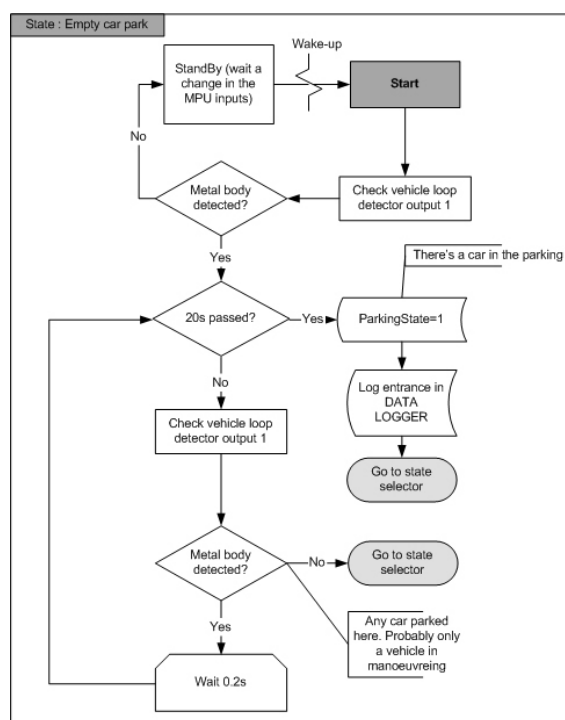 State : Empty car park
StandBy (wait a
change in the
MPU inputs)
Wake-up
Start
No
Metal body
detected?
Check vehicle loop
detector output 1
Yes
There's a car in the parking
20s passed?
Yes
ParkingState=1
No
Log entrance in
DATA
LOGGER
Check vehicle loop
detector output 1
Go to state
selector
Metal body
detected?
No
Go to state
selector
Yes
Any car parked
here. Probably only
a vehicle in
manoeuvreing
Wait 0.2s